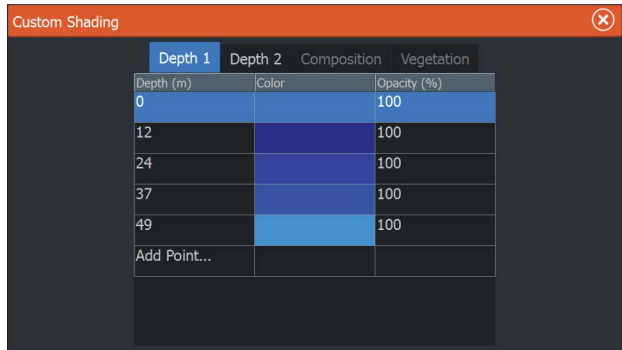 Custom Shading
Depth 1 Depth 2 Composition Vegetation
Depth (m) Color Opacity (%)
0 100
12 100
24 100
37 100
49 100
Add Point...